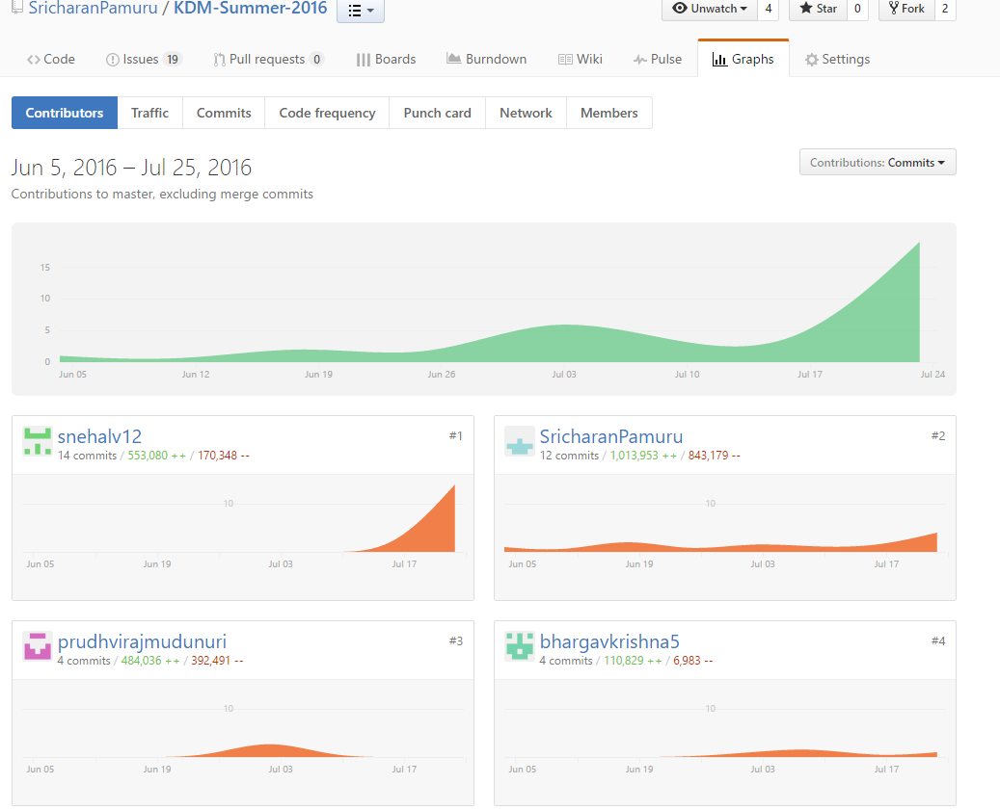 SricharanPamuru / KDM-Summer-2016
Unwatch 4 Star 0 Fork 2
Code Issues 19 Pull requests 0 Boards Burndown Wiki Pulse Graphs Settings
Contributors Traffic Commits Code frequency Punch card Network Members
Jun 5, 2016 – Jul 25, 2016
Contributions: Commits
Contributions to master, excluding merge commits
15
10
5
0
Jun 05 Jun 12 Jun 19 Jun 26 Jul 03 Jul 10 Jul 17 Jul 24
snehalv12 #1
14 commits / 553,080 ++ / 170,348 --
10
Jun 05 Jun 19 Jul 03 Jul 17
SricharanPamuru #2
12 commits / 1,013,953 ++ / 843,179 --
10
Jun 05 Jun 19 Jul 03 Jul 17
prudhvirajmudunuri #3
4 commits / 484,036 ++ / 392,491 --
10
Jun 05 Jun 19 Jul 03 Jul 17
bhargavkrishna5 #4
4 commits / 110,829 ++ / 6,983 --
10
Jun 05 Jun 19 Jul 03 Jul 17